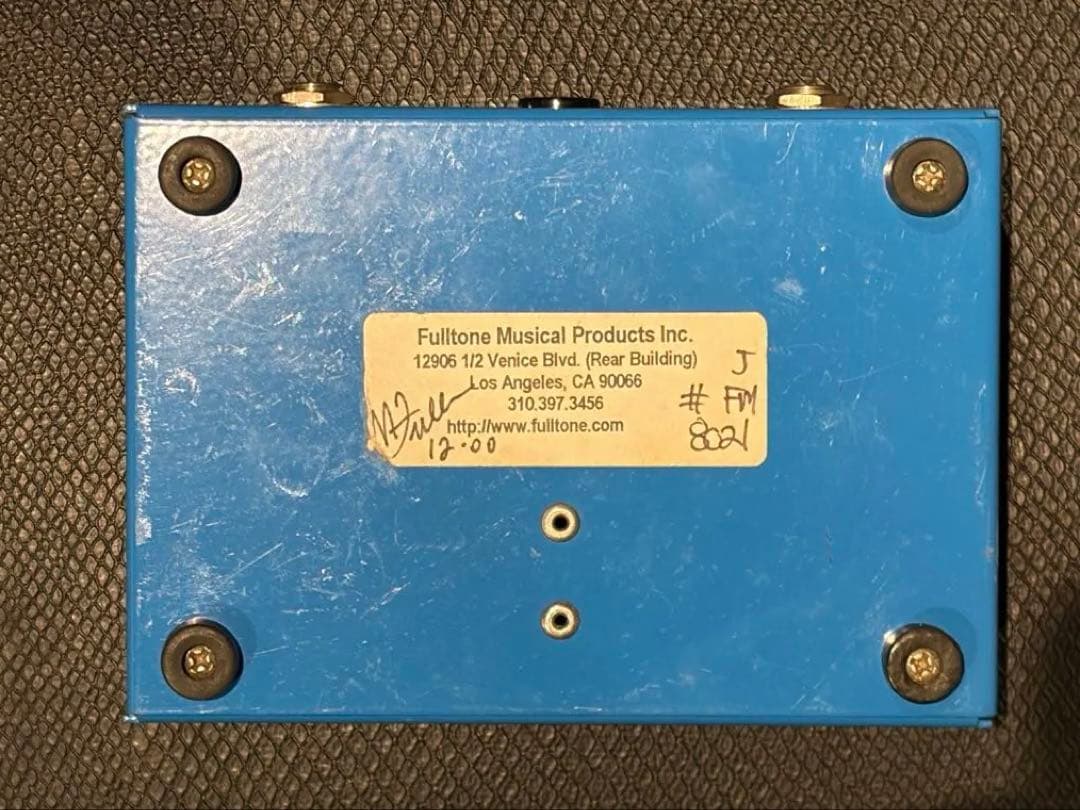 Fulltone Musical Products Inc.
12906 1/2 Venice Blvd. (Rear Building)
Los Angeles, CA 90066
310.397.3456
http://www.fulltone.com
M Fuller
12.00
J
# FM
8021